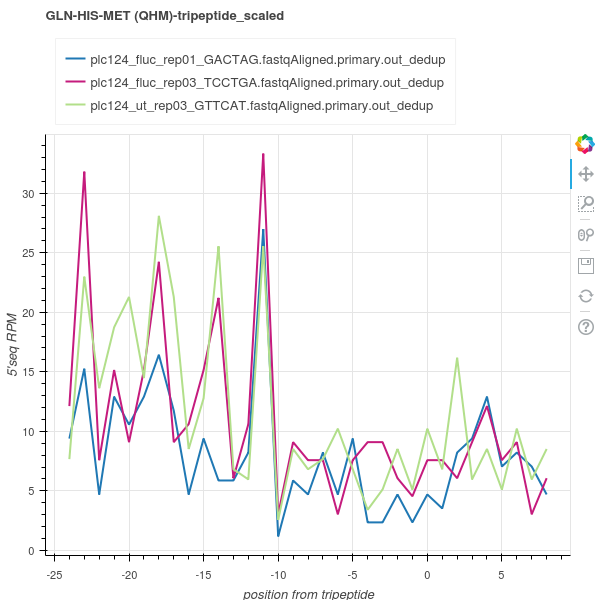 GLN-HIS-MET (QHM)-tripeptide_scaled
plc124_fluc_rep01_GACTAG.fastqAligned.primary.out_dedup
plc124_fluc_rep03_TCCTGA.fastqAligned.primary.out_dedup
plc124_ut_rep03_GTTCAT.fastqAligned.primary.out_dedup
30
25
20
15
10
5
0
5'seq RPM
-25 -20 -15 -10 -5 0 5
position from tripeptide